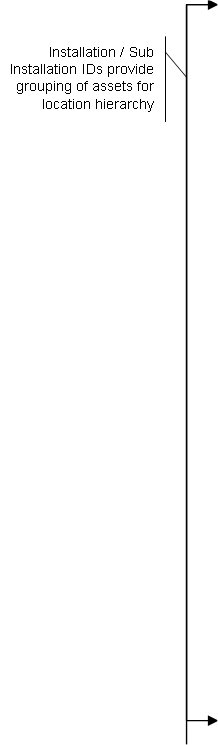 Installation / Sub
Installation IDs provide
grouping of assets for
location hierarchy